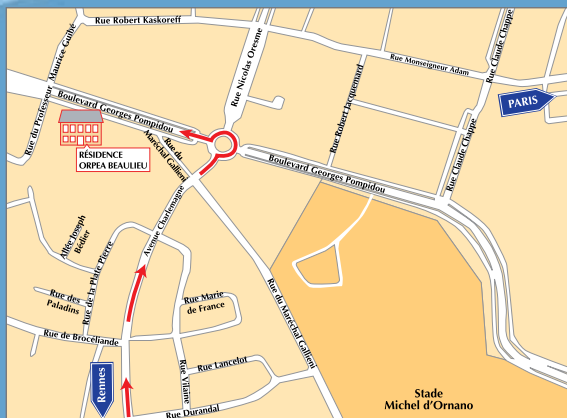 Rue Robert Kaskoreff
Rue du Professeur Maurice Guibé
Rue Nicolas Oresme
Rue Monseigneur Adam
Rue Claude Chappe
PARIS
Boulevard Georges Pompidou
Rue Robert Jacquemard
RÉSIDENCE
ORPEA BEAULIEU
Rue du
Maréchal Gallieni
Boulevard Georges Pompidou
Rue Claude Chappe
Avenue Charlemagne
Allée Joseph
Bédier
Rue de la Plate Pierre
Rue des
Paladins
Rue Marie
de France
Rue du Maréchal Gallieni
Rue de Brocéliande
Rue Lancelot
Rennes
Rue Vilaine
Rue Durandal
Stade
Michel d'Ornano